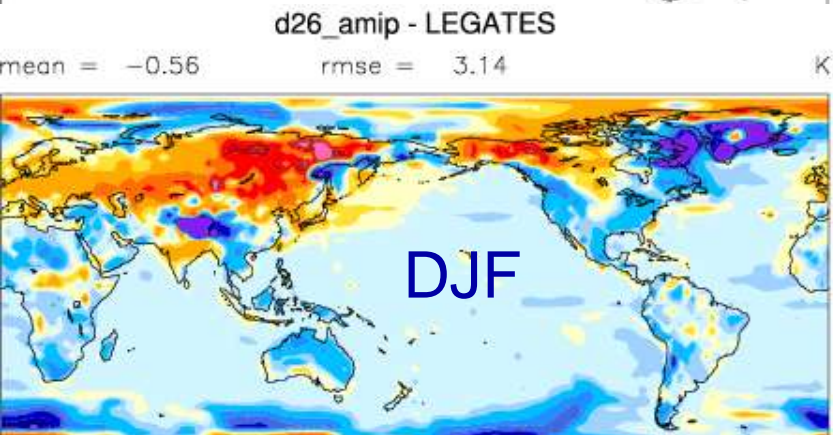 d26_amip - LEGATES
mean = -0.56 rmse = 3.14 K
DJF